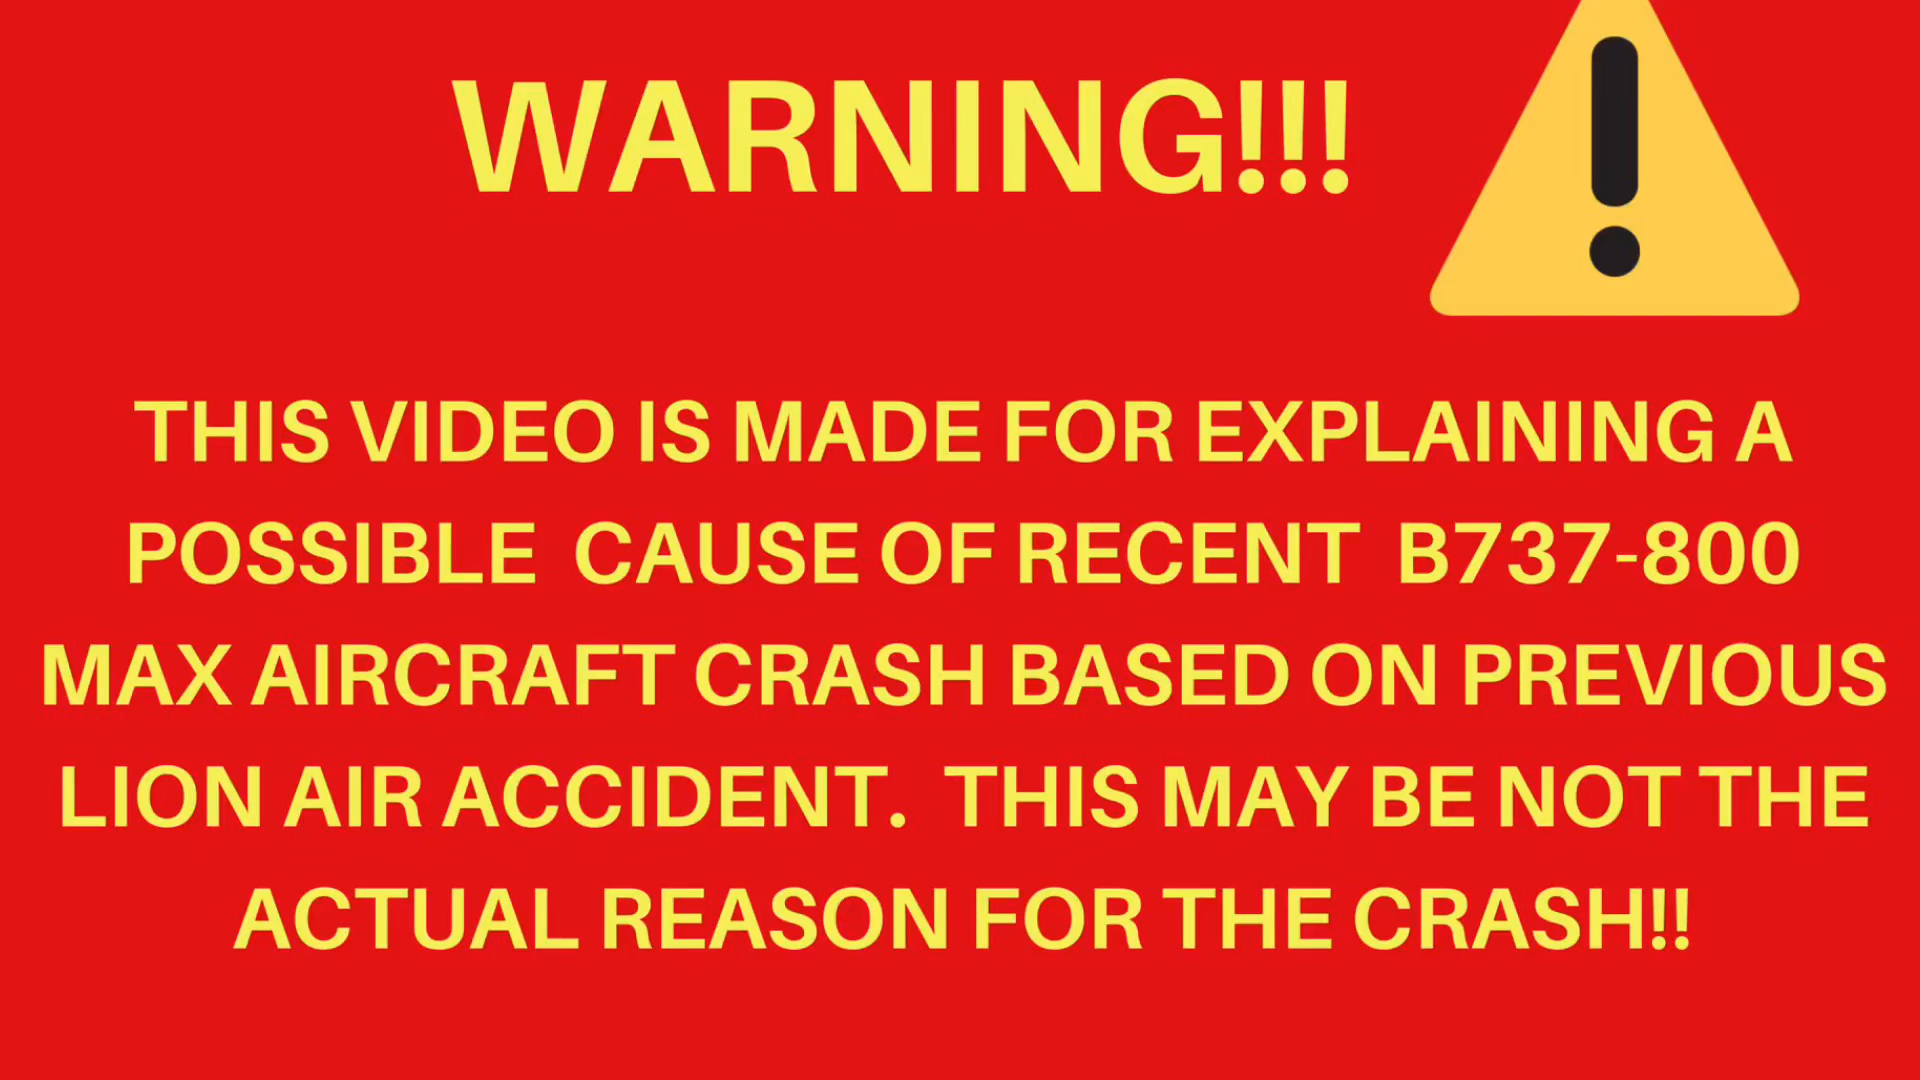 WARNING!!!
THIS VIDEO IS MADE FOR EXPLAINING A
POSSIBLE CAUSE OF RECENT B737-800
MAX AIRCRAFT CRASH BASED ON PREVIOUS
LION AIR ACCIDENT. THIS MAY BE NOT THE
ACTUAL REASON FOR THE CRASH!!